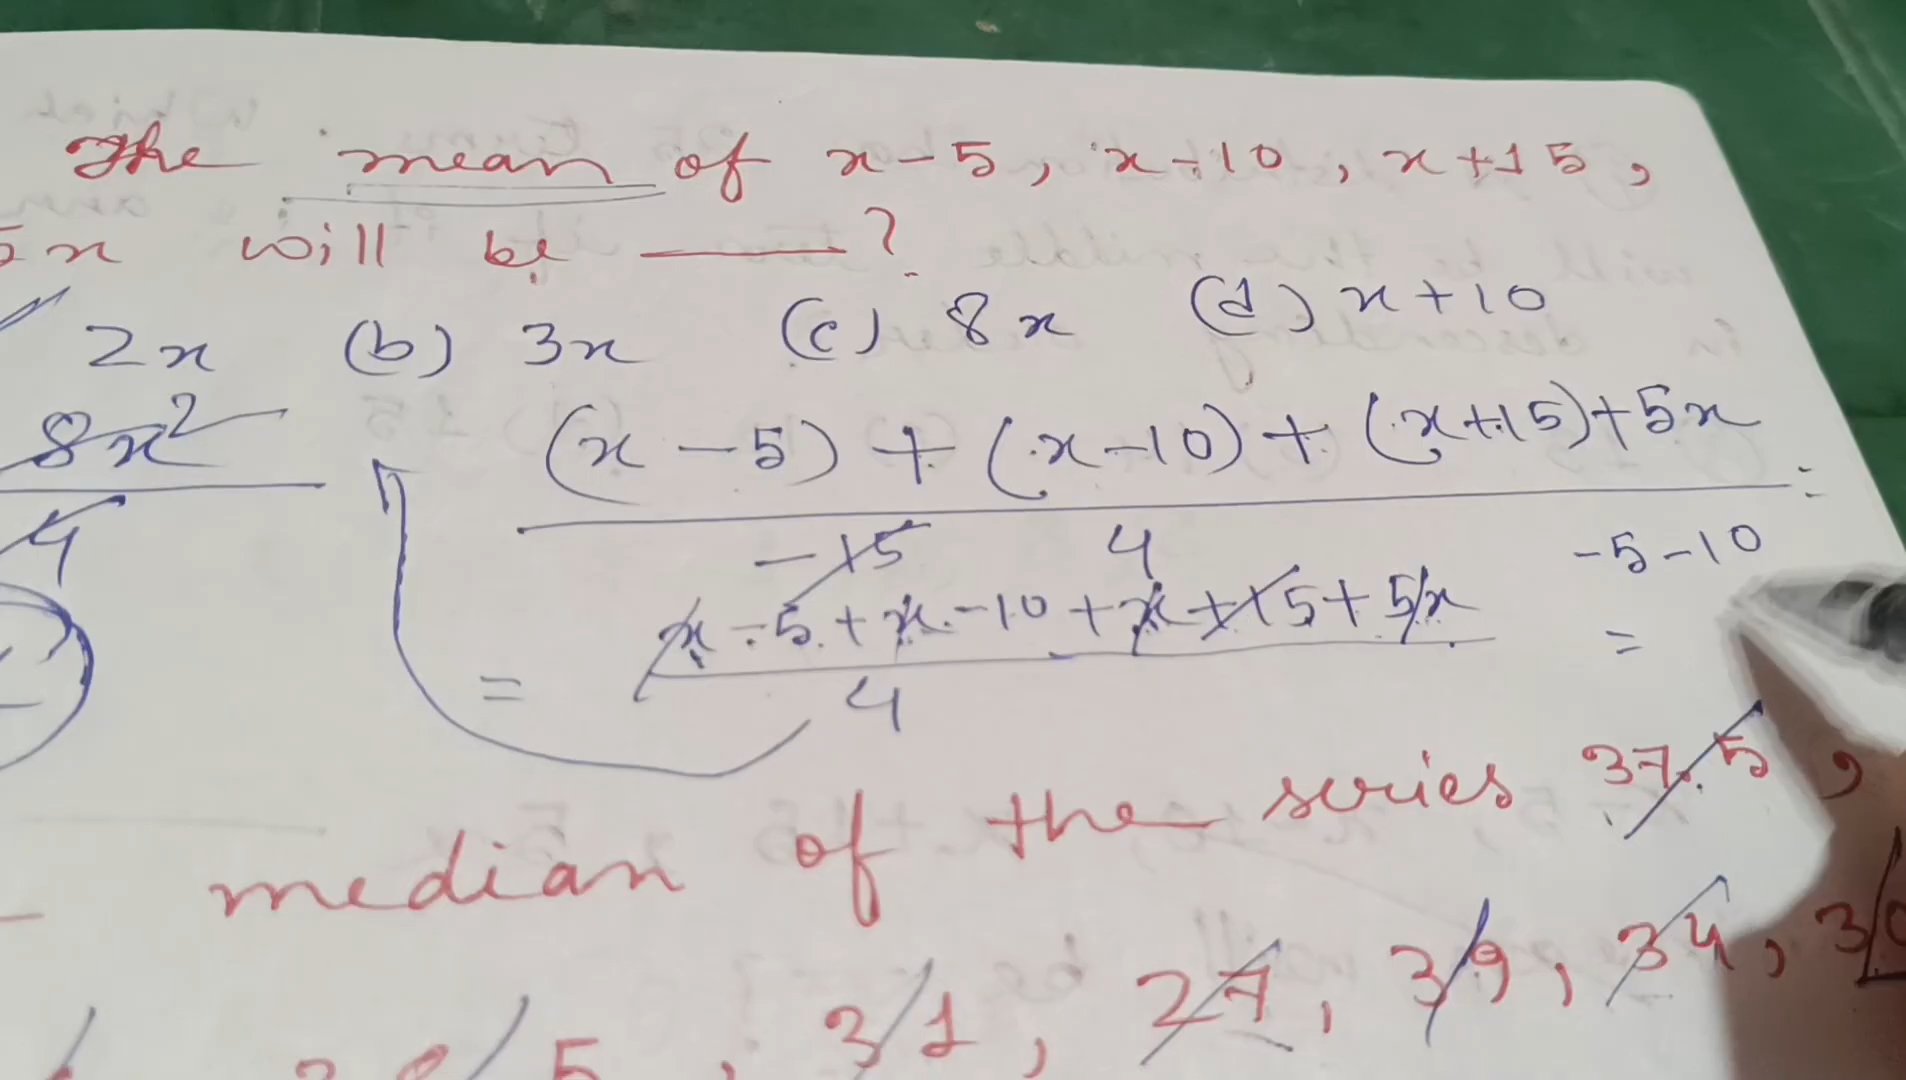 The mean of x-5, x-10, x+15,
5x will be ——?
2x (b) 3x (c) 8x (d) x+10
8x² / 4
(x-5)+(x-10)+(x+15)+5x / 4 =
-15
-5-10
= x-5+x-10+x+15+5x / 4
=
median of the series 37.5,
31, 27, 39, 34, 30